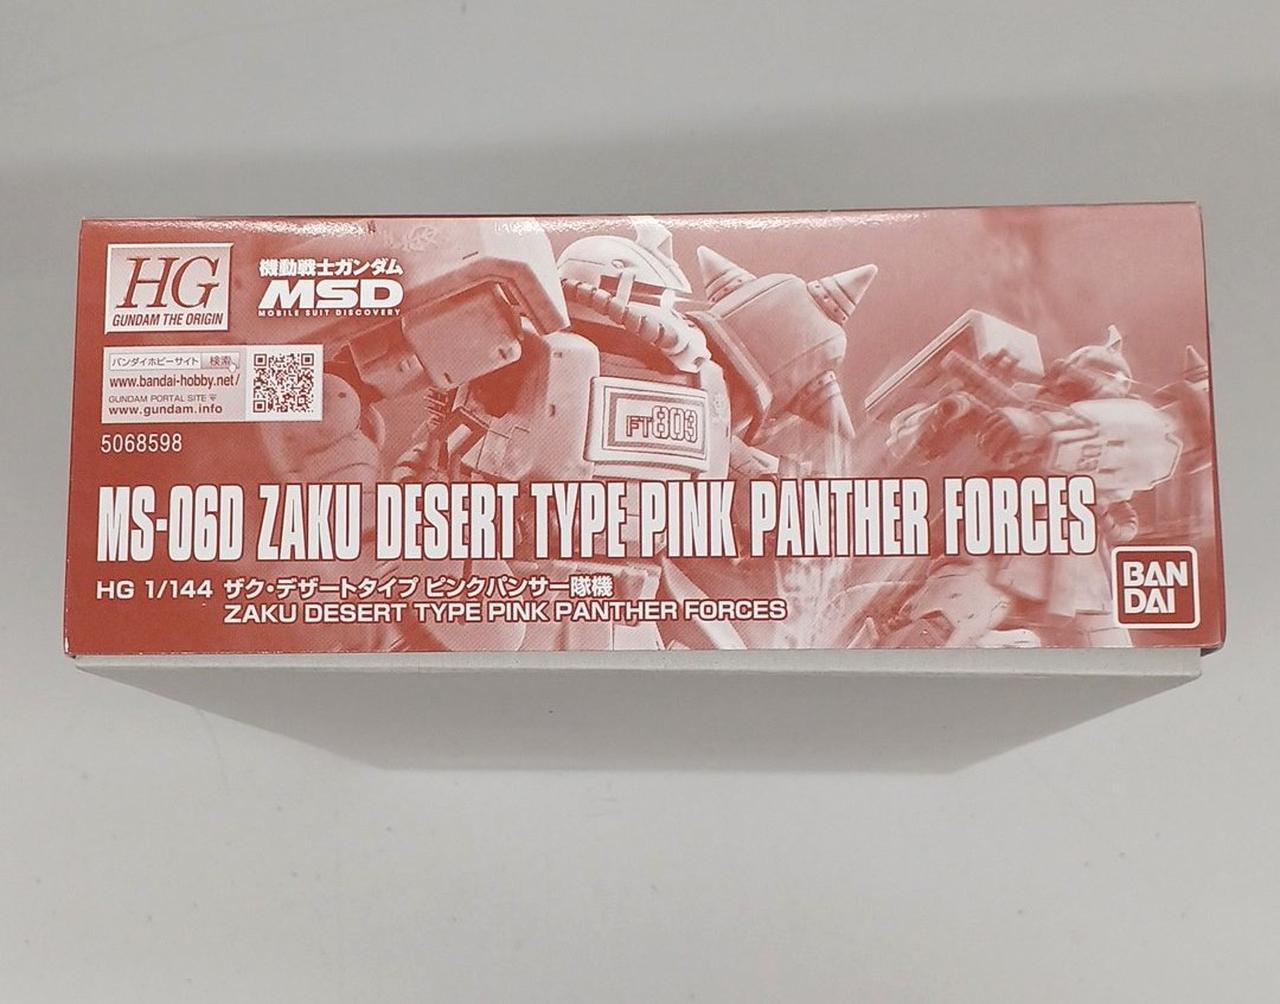 HG
GUNDAM THE ORIGIN
機動戦士ガンダム
MSD
MOBILE SUIT DISCOVERY
バンダイホビーサイト 検索
www.bandai-hobby.net/
GUNDAM PORTAL SITE
www.gundam.info
5068598
FT803
MS-06D ZAKU DESERT TYPE PINK PANTHER FORCES
HG 1/144 ザク・デザートタイプ ピンクパンサー隊機
ZAKU DESERT TYPE PINK PANTHER FORCES
BAN
DAI